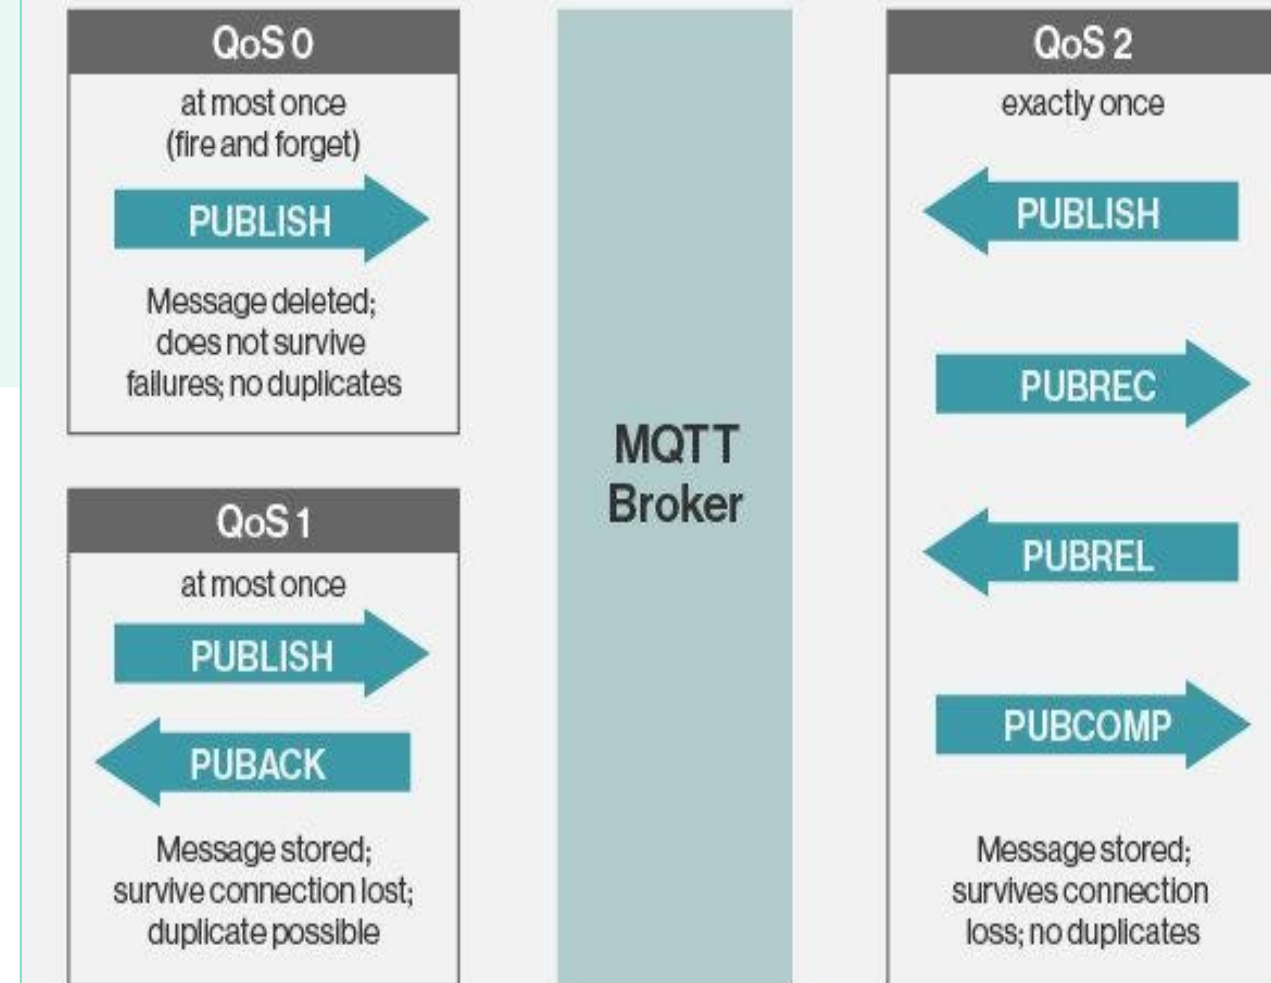 QoS 0
at most once
(fire and forget)
PUBLISH
Message deleted;
does not survive
failures; no duplicates
QoS 1
at most once
PUBLISH
PUBACK
Message stored;
survive connection lost;
duplicate possible
MQTT
Broker
QoS 2
exactly once
PUBLISH
PUBREC
PUBREL
PUBCOMP
Message stored;
survives connection
loss; no duplicates